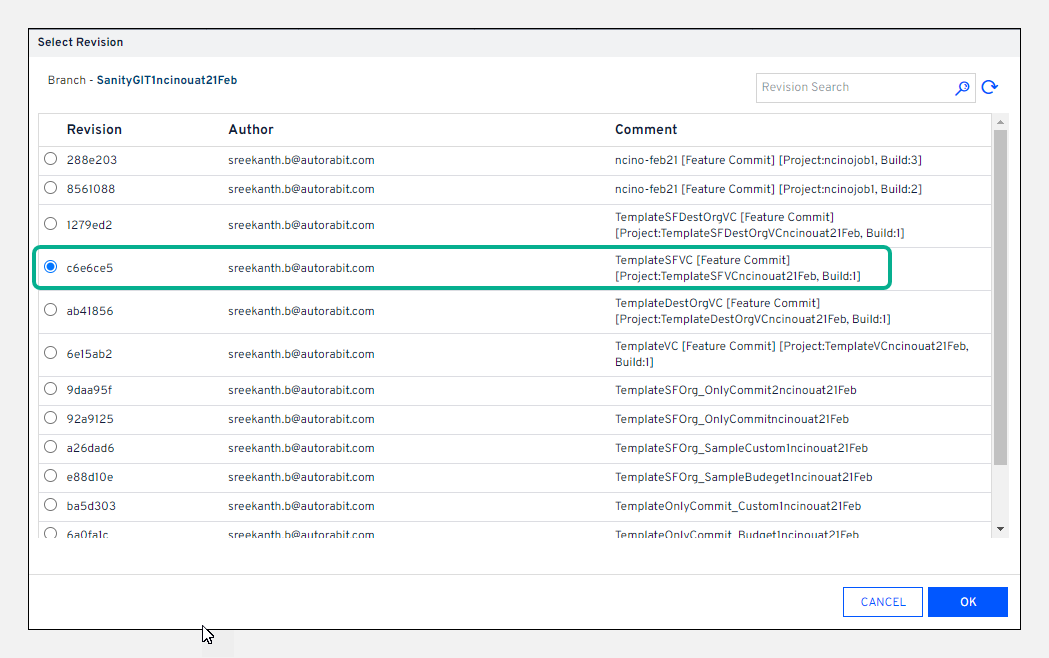 Select Revision
Branch - SanityGIT1ncinouat21Feb
Revision Search
Revision Author Comment
288e203 sreekanth.b@autorabit.com ncino-feb21 [Feature Commit] [Project:ncinojob1, Build:3]
8561088 sreekanth.b@autorabit.com ncino-feb21 [Feature Commit] [Project:ncinojob1, Build:2]
1279ed2 sreekanth.b@autorabit.com TemplateSFDestOrgVC [Feature Commit]
[Project:TemplateSFDestOrgVCncinouat21Feb, Build:1]
c6e6ce5 sreekanth.b@autorabit.com TemplateSFVC [Feature Commit]
[Project:TemplateSFVCncinouat21Feb, Build:1]
ab41856 sreekanth.b@autorabit.com TemplateDestOrgVC [Feature Commit]
[Project:TemplateDestOrgVCncinouat21Feb, Build:1]
6e15ab2 sreekanth.b@autorabit.com TemplateVC [Feature Commit] [Project:TemplateVCncinouat21Feb,
Build:1]
9daa95f sreekanth.b@autorabit.com TemplateSFOrg_OnlyCommit2ncinouat21Feb
92a9125 sreekanth.b@autorabit.com TemplateSFOrg_OnlyCommitncinouat21Feb
a26dad6 sreekanth.b@autorabit.com TemplateSFOrg_SampleCustom1ncinouat21Feb
e88d10e sreekanth.b@autorabit.com TemplateSFOrg_SampleBudeget1ncinouat21Feb
ba5d303 sreekanth.b@autorabit.com TemplateOnlyCommit_Custom1ncinouat21Feb
6a0fa1c sreekanth.b@autorabit.com TemplateOnlyCommit_Budget1ncinouat21Feb
CANCEL OK